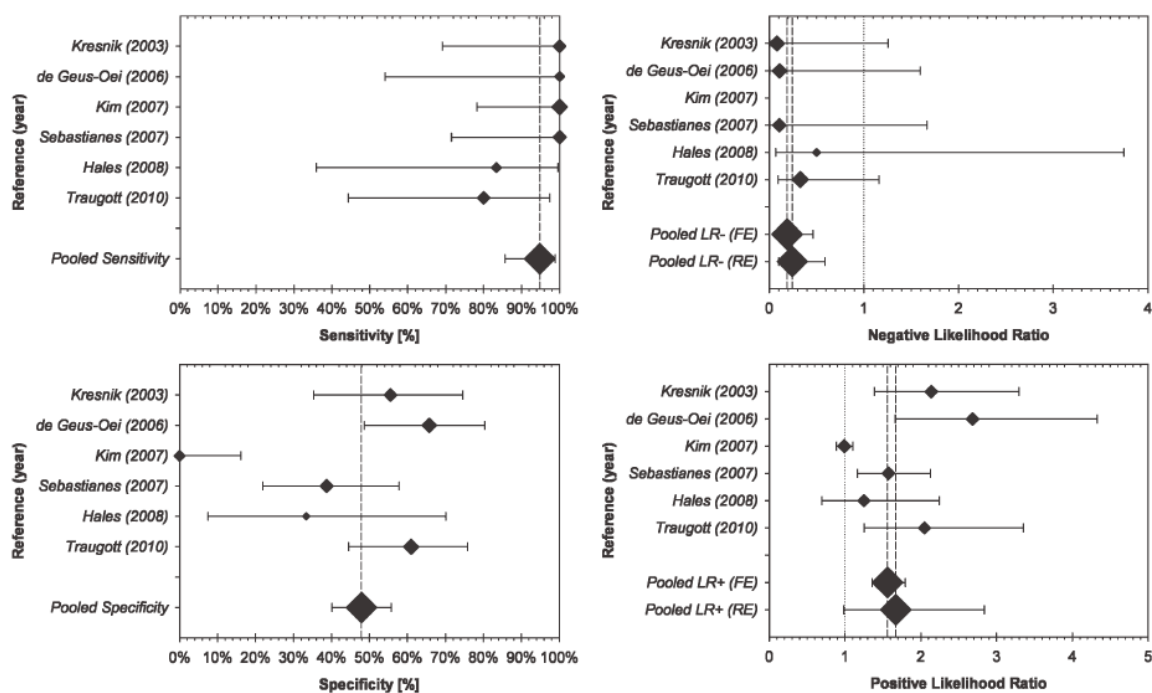 Reference (year)
Kresnik (2003)
de Geus-Oei (2006)
Kim (2007)
Sebastianes (2007)
Hales (2008)
Traugott (2010)
Pooled Sensitivity
0% 10% 20% 30% 40% 50% 60% 70% 80% 90% 100%
Sensitivity [%]
Reference (year)
Kresnik (2003)
de Geus-Oei (2006)
Kim (2007)
Sebastianes (2007)
Hales (2008)
Traugott (2010)
Pooled LR- (FE)
Pooled LR- (RE)
0 1 2 3 4
Negative Likelihood Ratio
Reference (year)
Kresnik (2003)
de Geus-Oei (2006)
Kim (2007)
Sebastianes (2007)
Hales (2008)
Traugott (2010)
Pooled Specificity
0% 10% 20% 30% 40% 50% 60% 70% 80% 90% 100%
Specificity [%]
Reference (year)
Kresnik (2003)
de Geus-Oei (2006)
Kim (2007)
Sebastianes (2007)
Hales (2008)
Traugott (2010)
Pooled LR+ (FE)
Pooled LR+ (RE)
0 1 2 3 4 5
Positive Likelihood Ratio